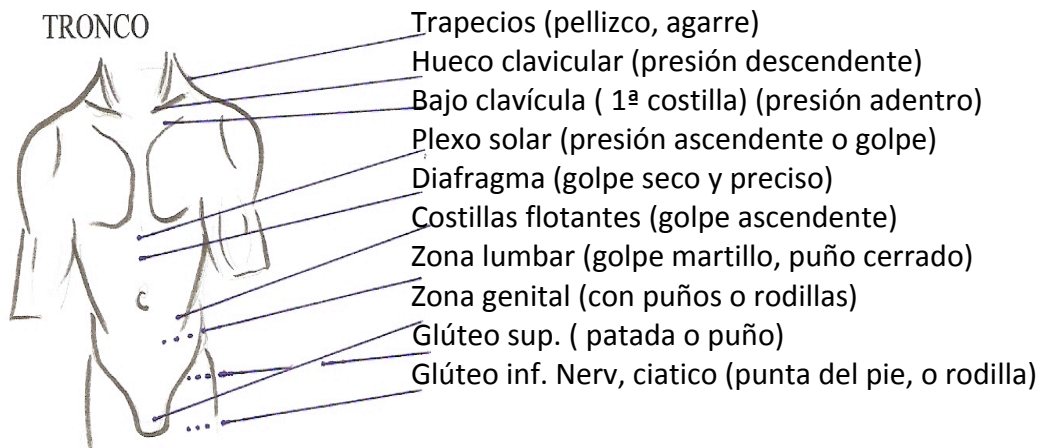 TRONCO
Trapecios (pellizco, agarre)
Hueco clavicular (presión descendente)
Bajo clavícula ( 1ª costilla) (presión adentro)
Plexo solar (presión ascendente o golpe)
Diafragma (golpe seco y preciso)
Costillas flotantes (golpe ascendente)
Zona lumbar (golpe martillo, puño cerrado)
Zona genital (con puños o rodillas)
Glúteo sup. ( patada o puño)
Glúteo inf. Nerv, ciatico (punta del pie, o rodilla)